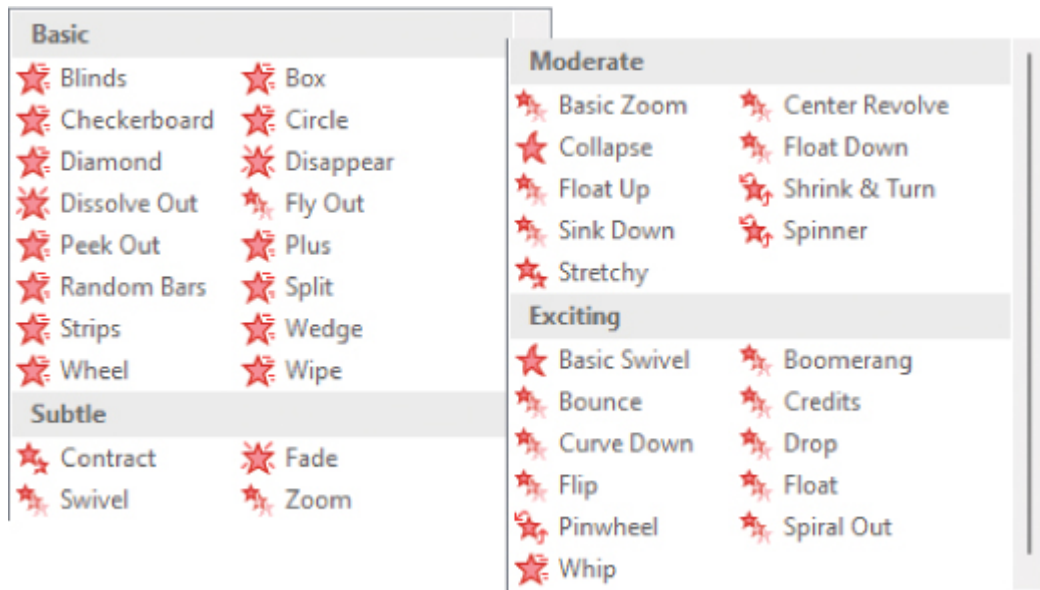 Basic
Blinds Box
Checkerboard Circle
Diamond Disappear
Dissolve Out Fly Out
Peek Out Plus
Random Bars Split
Strips Wedge
Wheel Wipe
Subtle
Contract Fade
Swivel Zoom
Moderate
Basic Zoom Center Revolve
Collapse Float Down
Float Up Shrink & Turn
Sink Down Spinner
Stretchy
Exciting
Basic Swivel Boomerang
Bounce Credits
Curve Down Drop
Flip Float
Pinwheel Spiral Out
Whip